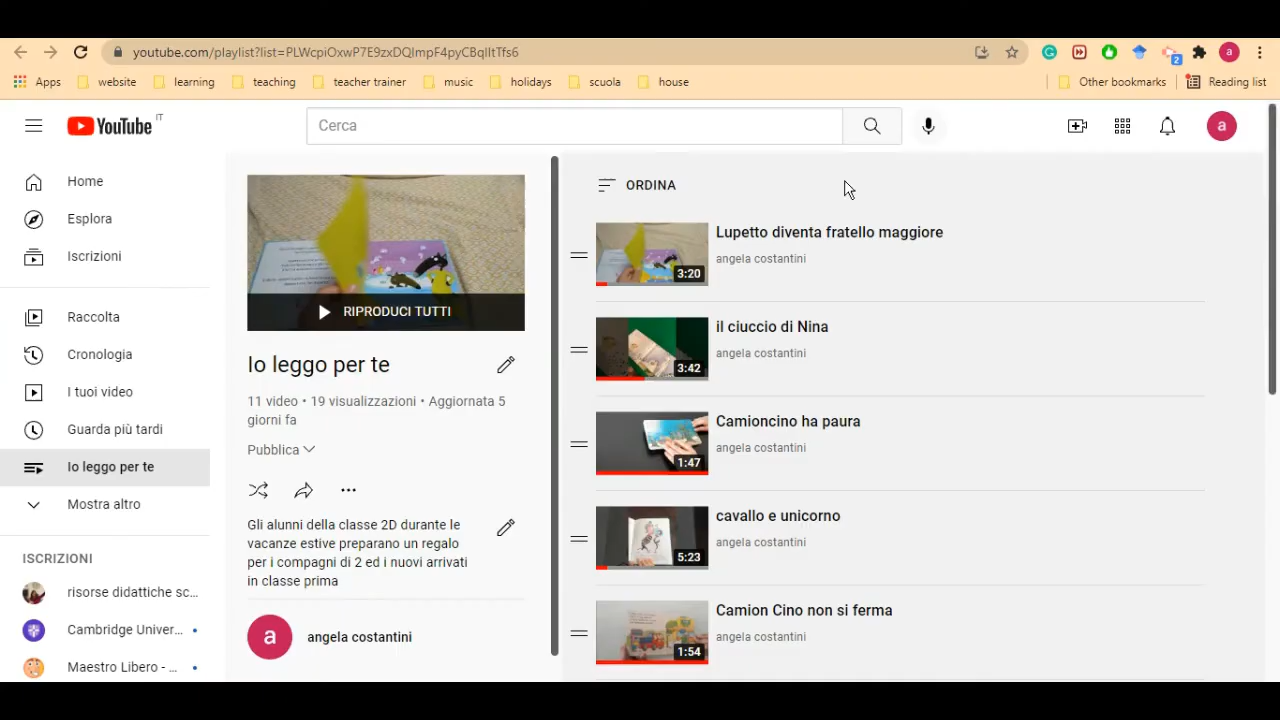 youtube.com/playlist?list=PLWcpiOxwP7E9zxDQImpF4pyCBqIltTfs6
2
a
Apps
website
learning
teaching
teacher trainer
music
holidays
scuola
house
Other bookmarks
Reading list
YouTube IT
Cerca
a
Home
Esplora
Iscrizioni
Raccolta
Cronologia
I tuoi video
Guarda più tardi
Io leggo per te
Mostra altro
ISCRIZIONI
risorse didattiche sc...
Cambridge Univer...
Maestro Libero - ...
RIPRODUCI TUTTI
Io leggo per te
11 video • 19 visualizzazioni • Aggiornata 5
giorni fa
Pubblica
Gli alunni della classe 2D durante le
vacanze estive preparano un regalo
per i compagni di 2 ed i nuovi arrivati
in classe prima
a
angela costantini
ORDINA
3:20
Lupetto diventa fratello maggiore
angela costantini
3:42
il ciuccio di Nina
angela costantini
1:47
Camioncino ha paura
angela costantini
5:23
cavallo e unicorno
angela costantini
1:54
Camion Cino non si ferma
angela costantini